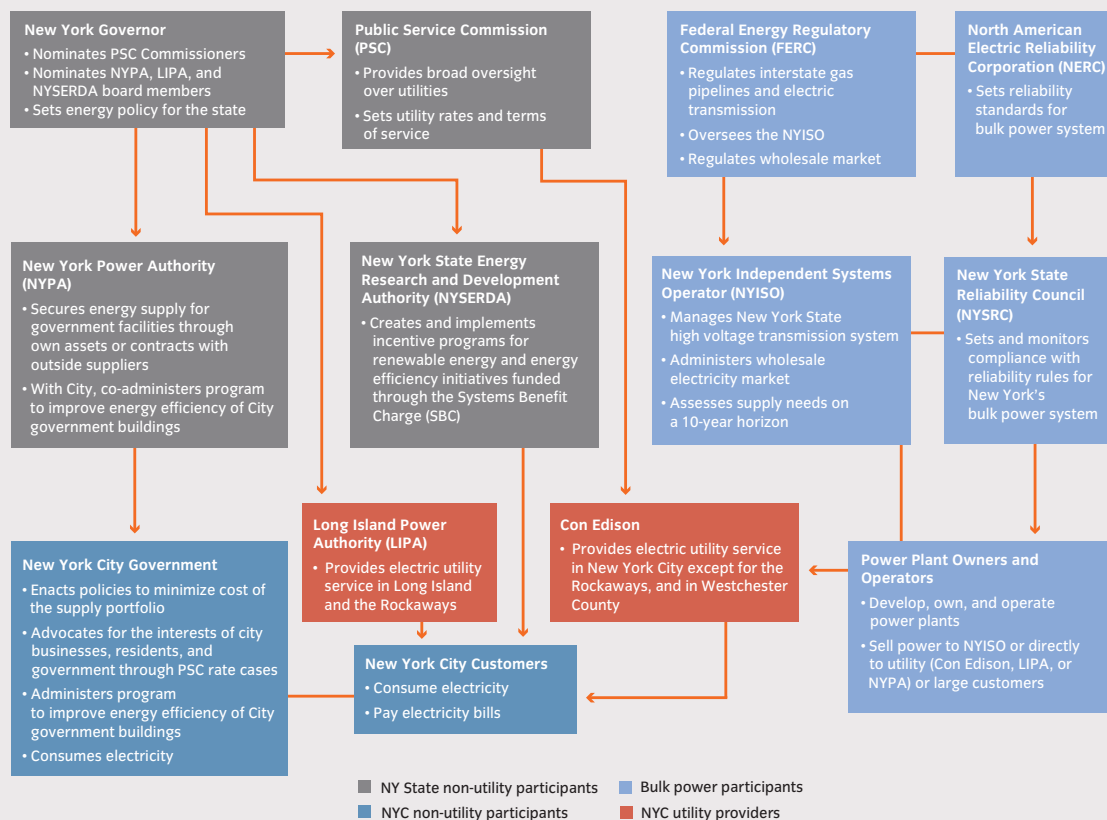 New York Governor
• Nominates PSC Commissioners
• Nominates NYPA, LIPA, and
NYSERDA board members
• Sets energy policy for the state
Public Service Commission
(PSC)
• Provides broad oversight
over utilities
• Sets utility rates and terms
of service
Federal Energy Regulatory
Commission (FERC)
• Regulates interstate gas
pipelines and electric
transmission
• Oversees the NYISO
• Regulates wholesale market
North American
Electric Reliability
Corporation (NERC)
• Sets reliability
standards for
bulk power system
New York Power Authority
(NYPA)
• Secures energy supply for
government facilities through
own assets or contracts with
outside suppliers
• With City, co-administers program
to improve energy efficiency of City
government buildings
New York State Energy
Research and Development
Authority (NYSERDA)
• Creates and implements
incentive programs for
renewable energy and energy
efficiency initiatives funded
through the Systems Benefit
Charge (SBC)
New York Independent Systems
Operator (NYISO)
• Manages New York State
high voltage transmission system
• Administers wholesale
electricity market
• Assesses supply needs on
a 10-year horizon
New York State
Reliability Council
(NYSRC)
• Sets and monitors
compliance with
reliability rules for
New York's
bulk power system
New York City Government
• Enacts policies to minimize cost of
the supply portfolio
• Advocates for the interests of city
businesses, residents, and
government through PSC rate cases
• Administers program
to improve energy efficiency of City
government buildings
• Consumes electricity
Long Island Power
Authority (LIPA)
• Provides electric utility
service in Long Island
and the Rockaways
Con Edison
• Provides electric utility service
in New York City except for the
Rockaways, and in Westchester
County
Power Plant Owners and
Operators
• Develop, own, and operate
power plants
• Sell power to NYISO or directly
to utility (Con Edison, LIPA, or
NYPA) or large customers
New York City Customers
• Consume electricity
• Pay electricity bills
NY State non-utility participants
Bulk power participants
NYC non-utility participants
NYC utility providers